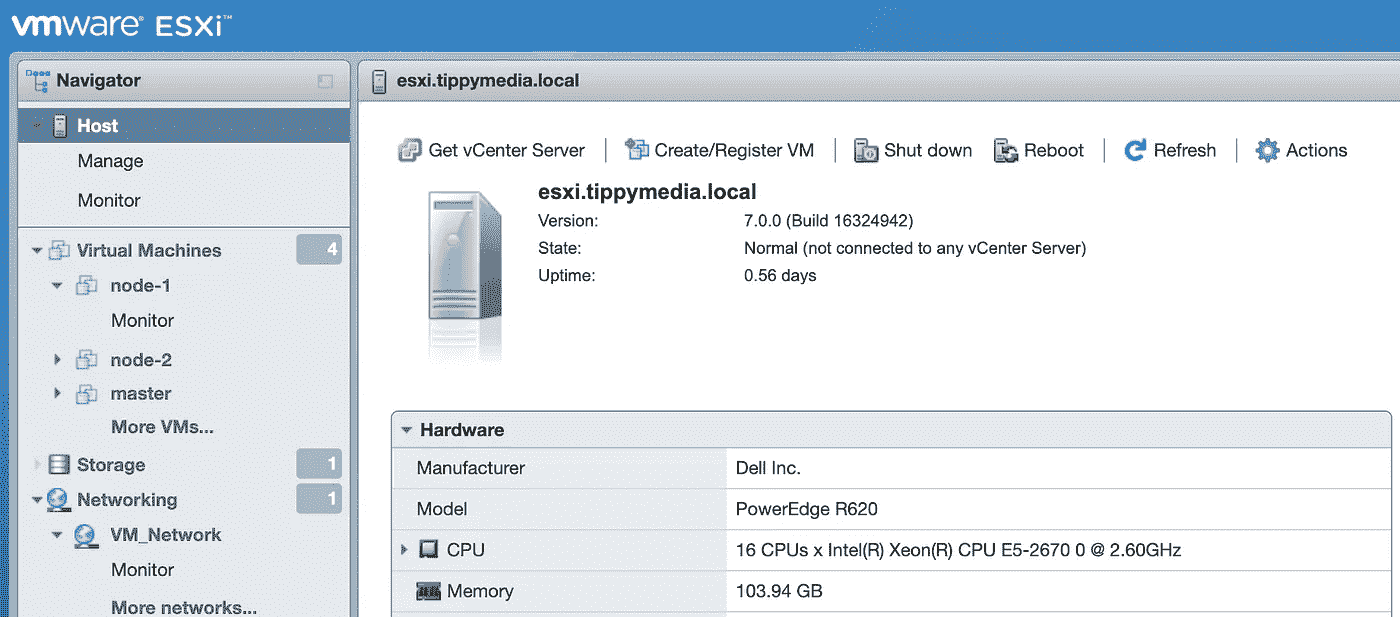 vmware® ESXi™
Navigator
Host
Manage
Monitor
Virtual Machines 4
node-1
Monitor
node-2
master
More VMs...
Storage 1
Networking 1
VM_Network
Monitor
More networks...
esxi.tippymedia.local
Get vCenter Server Create/Register VM Shut down Reboot Refresh Actions
esxi.tippymedia.local
Version: 7.0.0 (Build 16324942)
State: Normal (not connected to any vCenter Server)
Uptime: 0.56 days
Hardware
Manufacturer Dell Inc.
Model PowerEdge R620
CPU 16 CPUs x Intel(R) Xeon(R) CPU E5-2670 0 @ 2.60GHz
Memory 103.94 GB